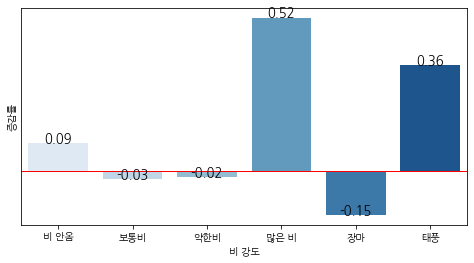 0.52
0.36
0.09
-0.03
-0.02
-0.15
증감률
비 안옴
보통비
약한비
많은 비
장마
태풍
비 강도